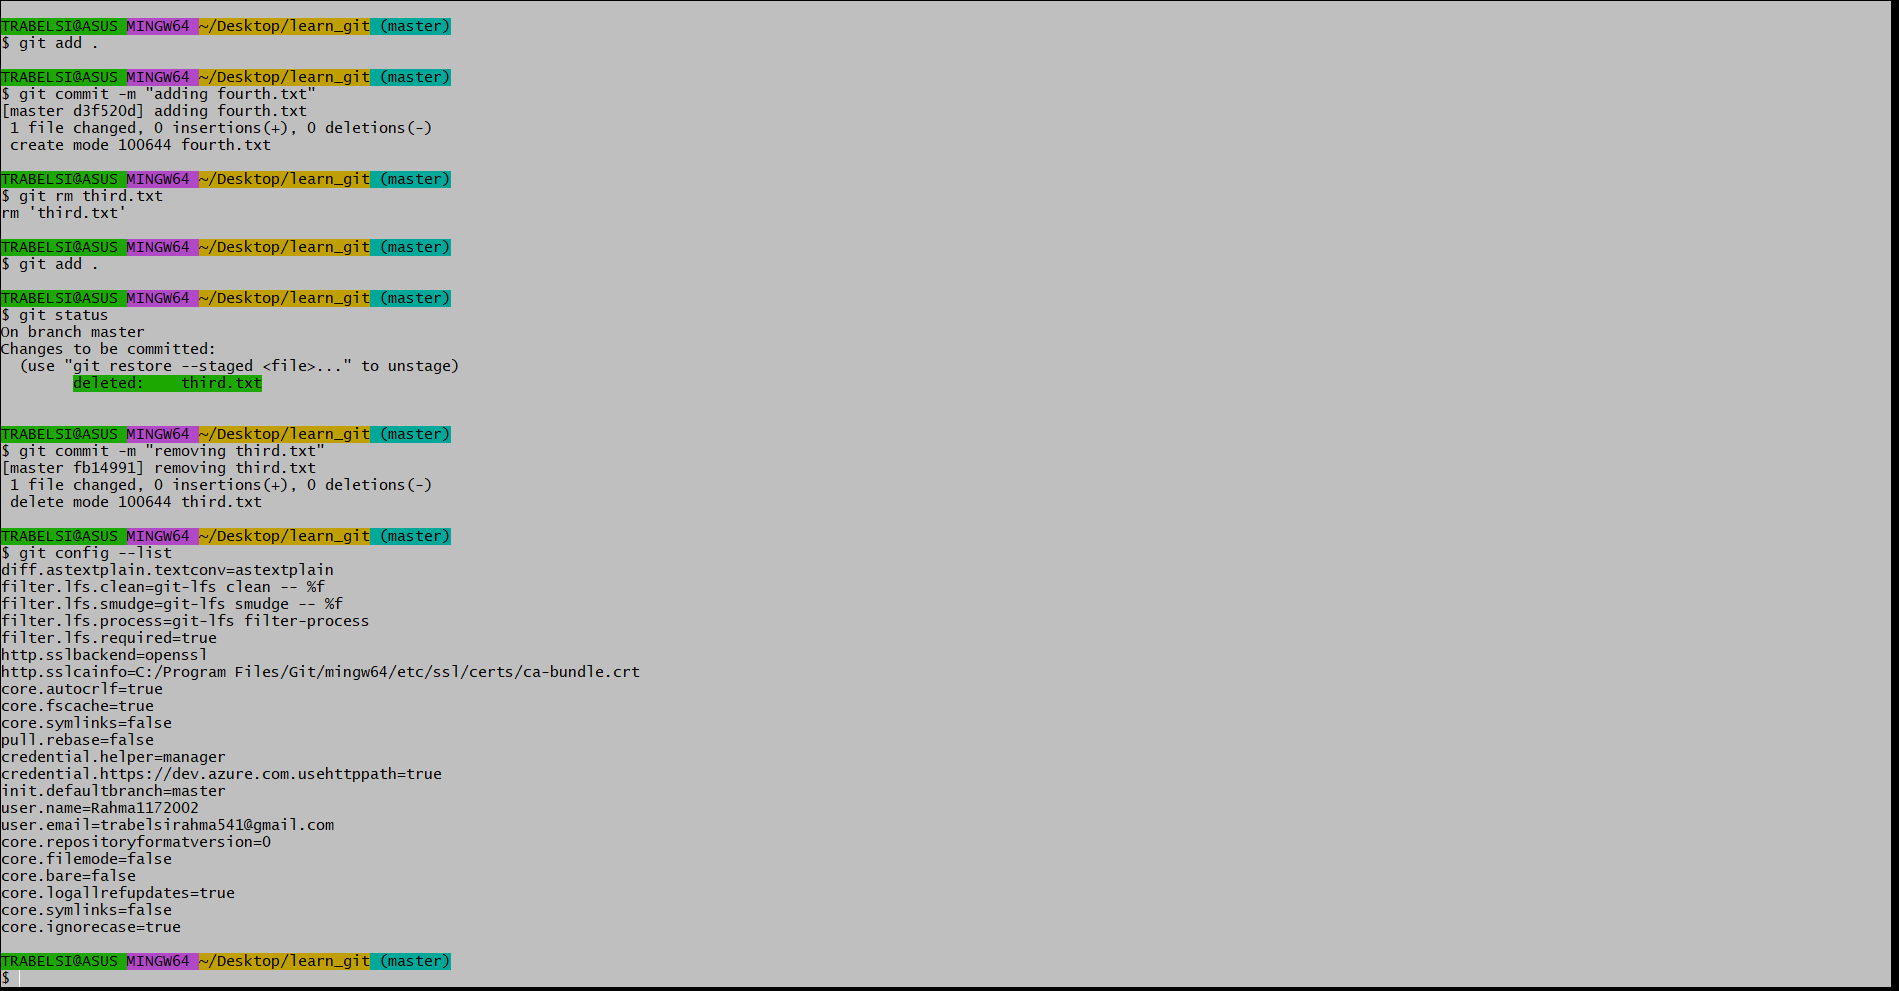 TRABELSI@ASUS MINGW64 ~/Desktop/learn_git (master)
$ git add .
TRABELSI@ASUS MINGW64 ~/Desktop/learn_git (master)
$ git commit -m "adding fourth.txt"
[master d3f520d] adding fourth.txt
 1 file changed, 0 insertions(+), 0 deletions(-)
 create mode 100644 fourth.txt
TRABELSI@ASUS MINGW64 ~/Desktop/learn_git (master)
$ git rm third.txt
rm 'third.txt'
TRABELSI@ASUS MINGW64 ~/Desktop/learn_git (master)
$ git add .
TRABELSI@ASUS MINGW64 ~/Desktop/learn_git (master)
$ git status
On branch master
Changes to be committed:
  (use "git restore --staged <file>..." to unstage)
        deleted:    third.txt
TRABELSI@ASUS MINGW64 ~/Desktop/learn_git (master)
$ git commit -m "removing third.txt"
[master fb14991] removing third.txt
 1 file changed, 0 insertions(+), 0 deletions(-)
 delete mode 100644 third.txt
TRABELSI@ASUS MINGW64 ~/Desktop/learn_git (master)
$ git config --list
diff.astextplain.textconv=astextplain
filter.lfs.clean=git-lfs clean -- %f
filter.lfs.smudge=git-lfs smudge -- %f
filter.lfs.process=git-lfs filter-process
filter.lfs.required=true
http.sslbackend=openssl
http.sslcainfo=C:/Program Files/Git/mingw64/etc/ssl/certs/ca-bundle.crt
core.autocrlf=true
core.fscache=true
core.symlinks=false
pull.rebase=false
credential.helper=manager
credential.https://dev.azure.com.usehttppath=true
init.defaultbranch=master
user.name=Rahma1172002
user.email=trabelsirahma541@gmail.com
core.repositoryformatversion=0
core.filemode=false
core.bare=false
core.logallrefupdates=true
core.symlinks=false
core.ignorecase=true
TRABELSI@ASUS MINGW64 ~/Desktop/learn_git (master)
$